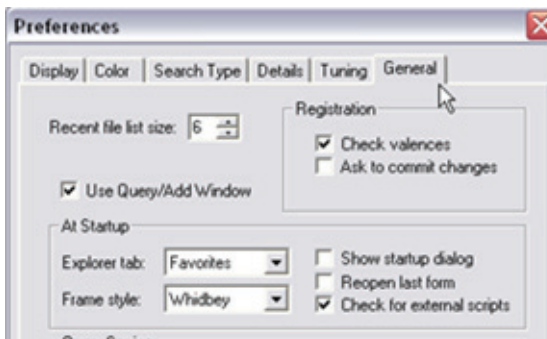 Preferences
Display Color Search Type Details Tuning General
Recent file list size: 6
Registration
Check valences
Ask to commit changes
Use Query/Add Window
At Startup
Explorer tab: Favorites
Show startup dialog
Reopen last form
Frame style: Whidbey
Check for external scripts